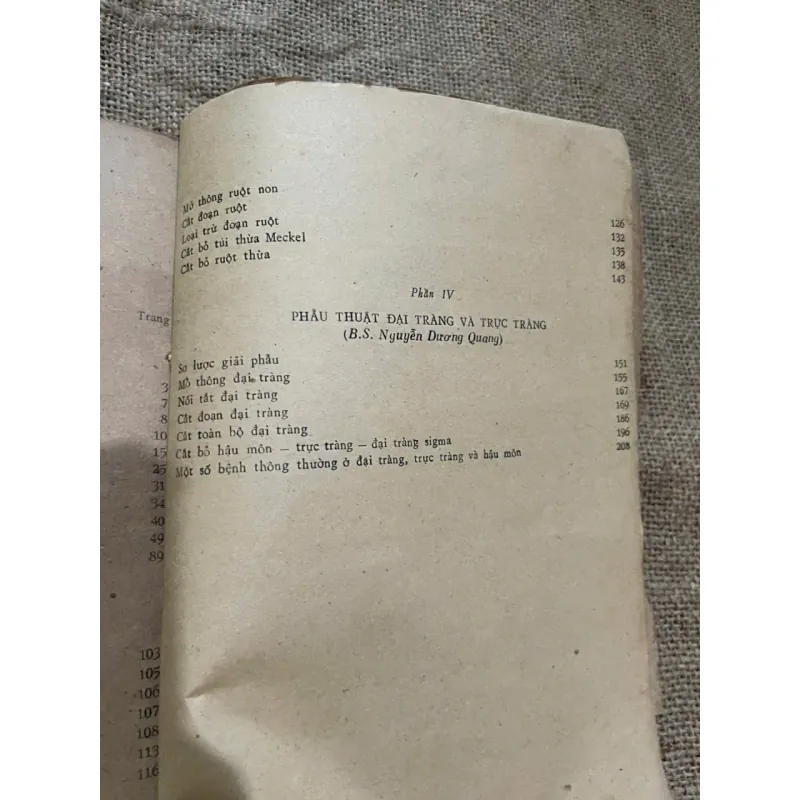 Trang
3
7
8
10
15
25
31
34
40
49
89
103
105
106
107
108
113
116
Mở thông ruột non 126
Cắt đoạn ruột 132
Loại trừ đoạn ruột 135
Cắt bỏ túi thừa Meckel 138
Cắt bỏ ruột thừa 143
Phần IV
PHẪU THUẬT ĐẠI TRÀNG VÀ TRỰC TRÀNG
(B.S. Nguyễn Dương Quang)
Sơ lược giải phẫu 151
Mở thông đại tràng 155
Nối tắt đại tràng 167
Cắt đoạn đại tràng 169
Cắt toàn bộ đại tràng 186
Cắt bỏ hậu môn — trực tràng — đại tràng sigma 196
Một số bệnh thông thường ở đại tràng, trực tràng và hậu môn 208